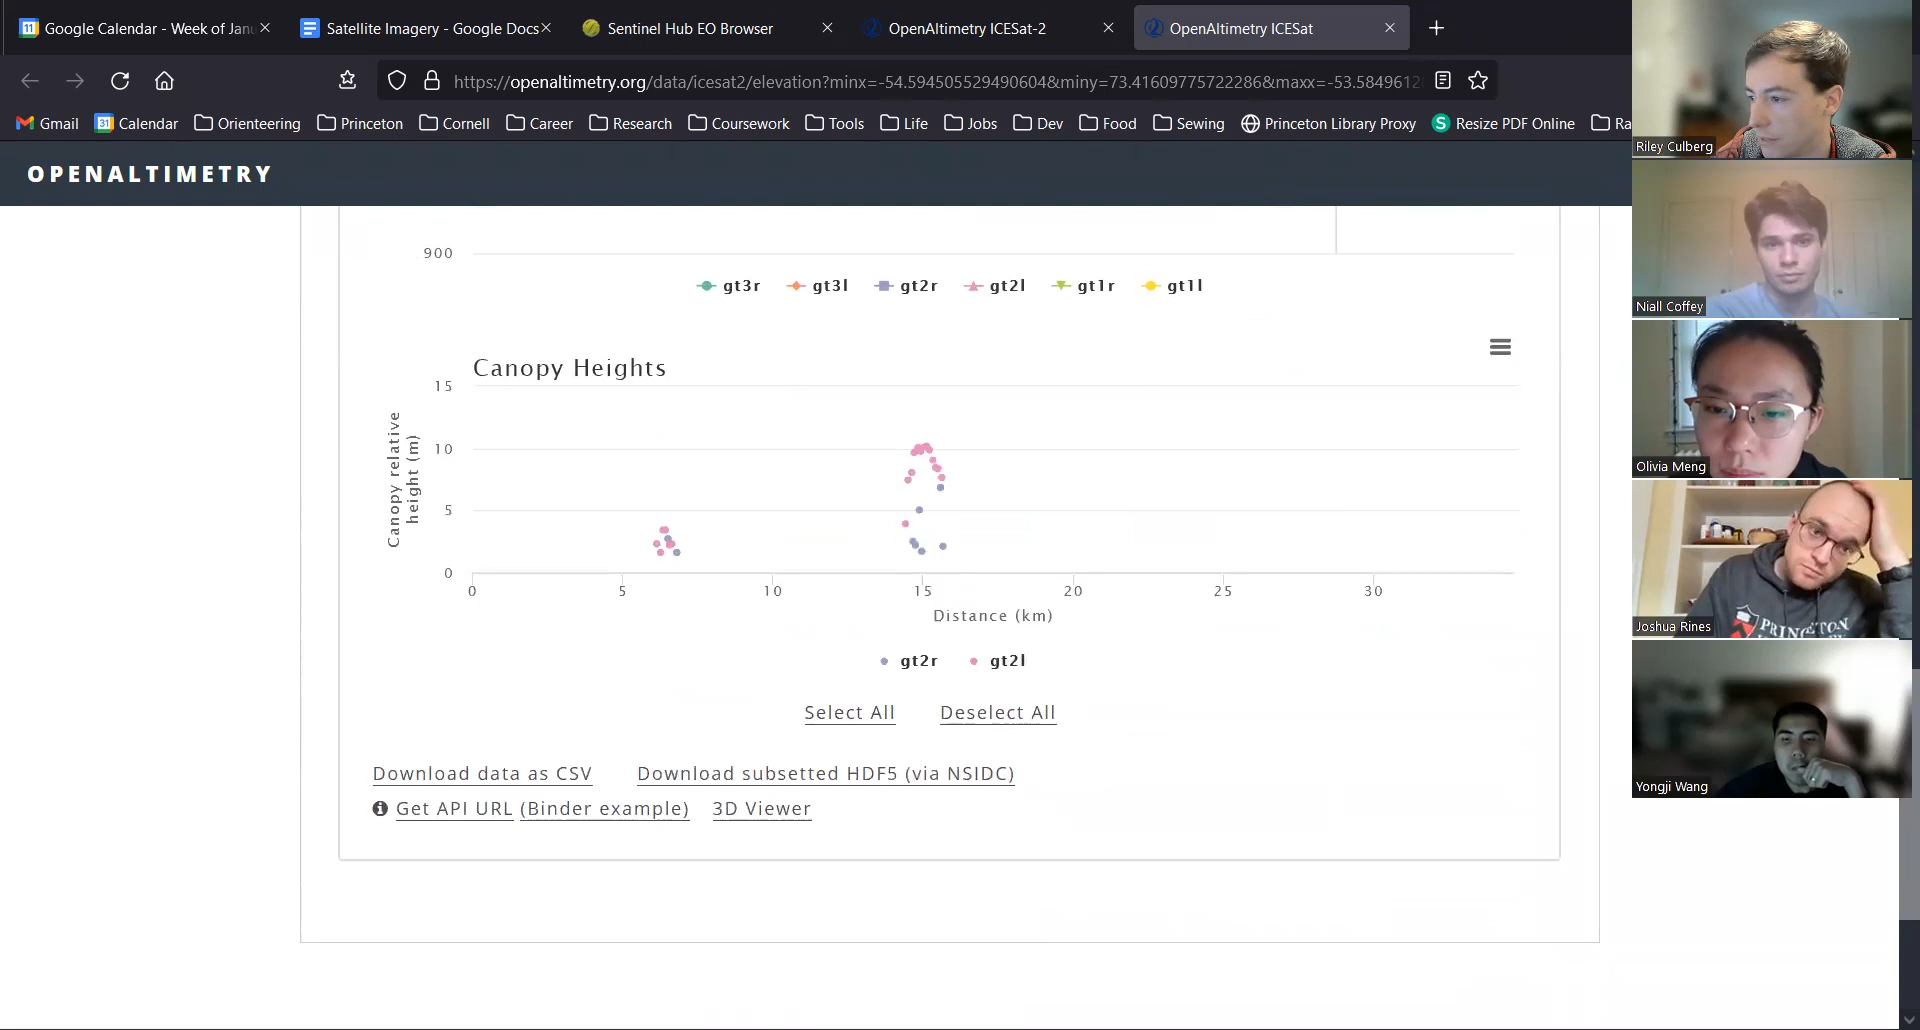 Google Calendar - Week of Janu
Satellite Imagery - Google Docs
Sentinel Hub EO Browser
OpenAltimetry ICESat-2
OpenAltimetry ICESat
https://openaltimetry.org/data/icesat2/elevation?minx=-54.594505529490604&miny=73.41609775722286&maxx=-53.58496128
Gmail
31 Calendar
Orienteering
Princeton
Cornell
Career
Research
Coursework
Tools
Life
Jobs
Dev
Food
Sewing
Princeton Library Proxy
S Resize PDF Online
Ra
OPENALTIMETRY
900
gt3r gt3l gt2r gt2l gt1r gt1l
Canopy Heights
Canopy relative
height (m)
15
10
5
0
0 5 10 15 20 25 30
Distance (km)
gt2r gt2l
Select All Deselect All
Download data as CSV Download subsetted HDF5 (via NSIDC)
Get API URL (Binder example) 3D Viewer
Riley Culberg
Niall Coffey
Olivia Meng
Joshua Rines
PRINCETON
Yongji Wang